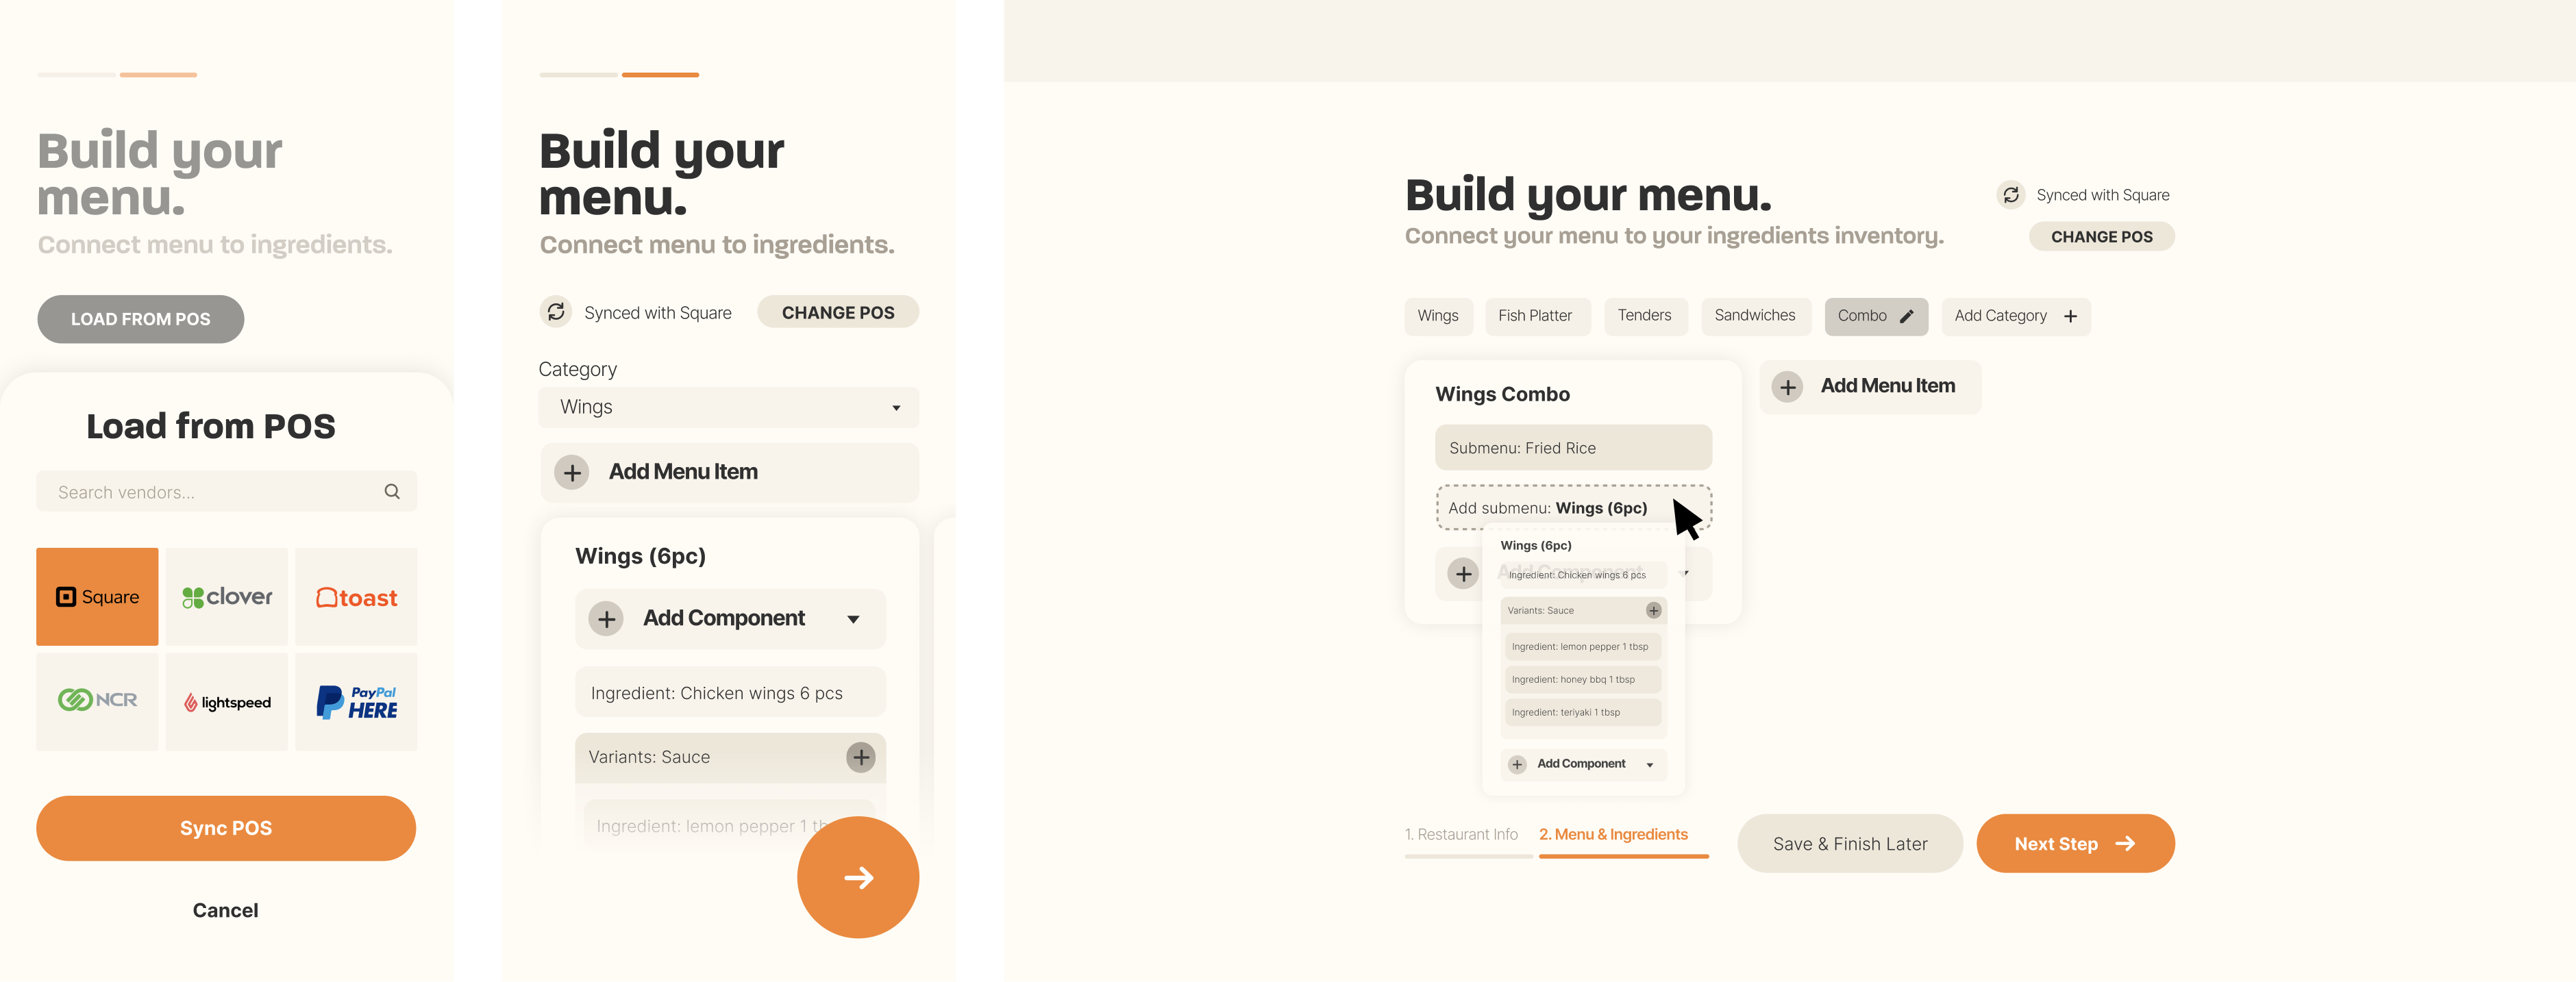 Build your
menu.
Connect menu to ingredients.
LOAD FROM POS
Load from POS
Search vendors...
Square
clover
toast
NCR
lightspeed
PayPal
HERE
Sync POS
Cancel
Build your
menu.
Connect menu to ingredients.
Synced with Square
CHANGE POS
Category
Wings
Add Menu Item
Wings (6pc)
Add Component
Ingredient: Chicken wings 6 pcs
Variants: Sauce
Ingredient: lemon pepper 1 tb
Build your menu.
Connect your menu to your ingredients inventory.
Synced with Square
CHANGE POS
Wings
Fish Platter
Tenders
Sandwiches
Combo
Add Category
Wings Combo
Add Menu Item
Submenu: Fried Rice
Add submenu: Wings (6pc)
Add Component
Wings (6pc)
Ingredient: Chicken wings 6 pcs
Variants: Sauce
Ingredient: lemon pepper 1 tbsp
Ingredient: honey bbq 1 tbsp
Ingredient: teriyaki 1 tbsp
Add Component
1. Restaurant Info
2. Menu & Ingredients
Save & Finish Later
Next Step